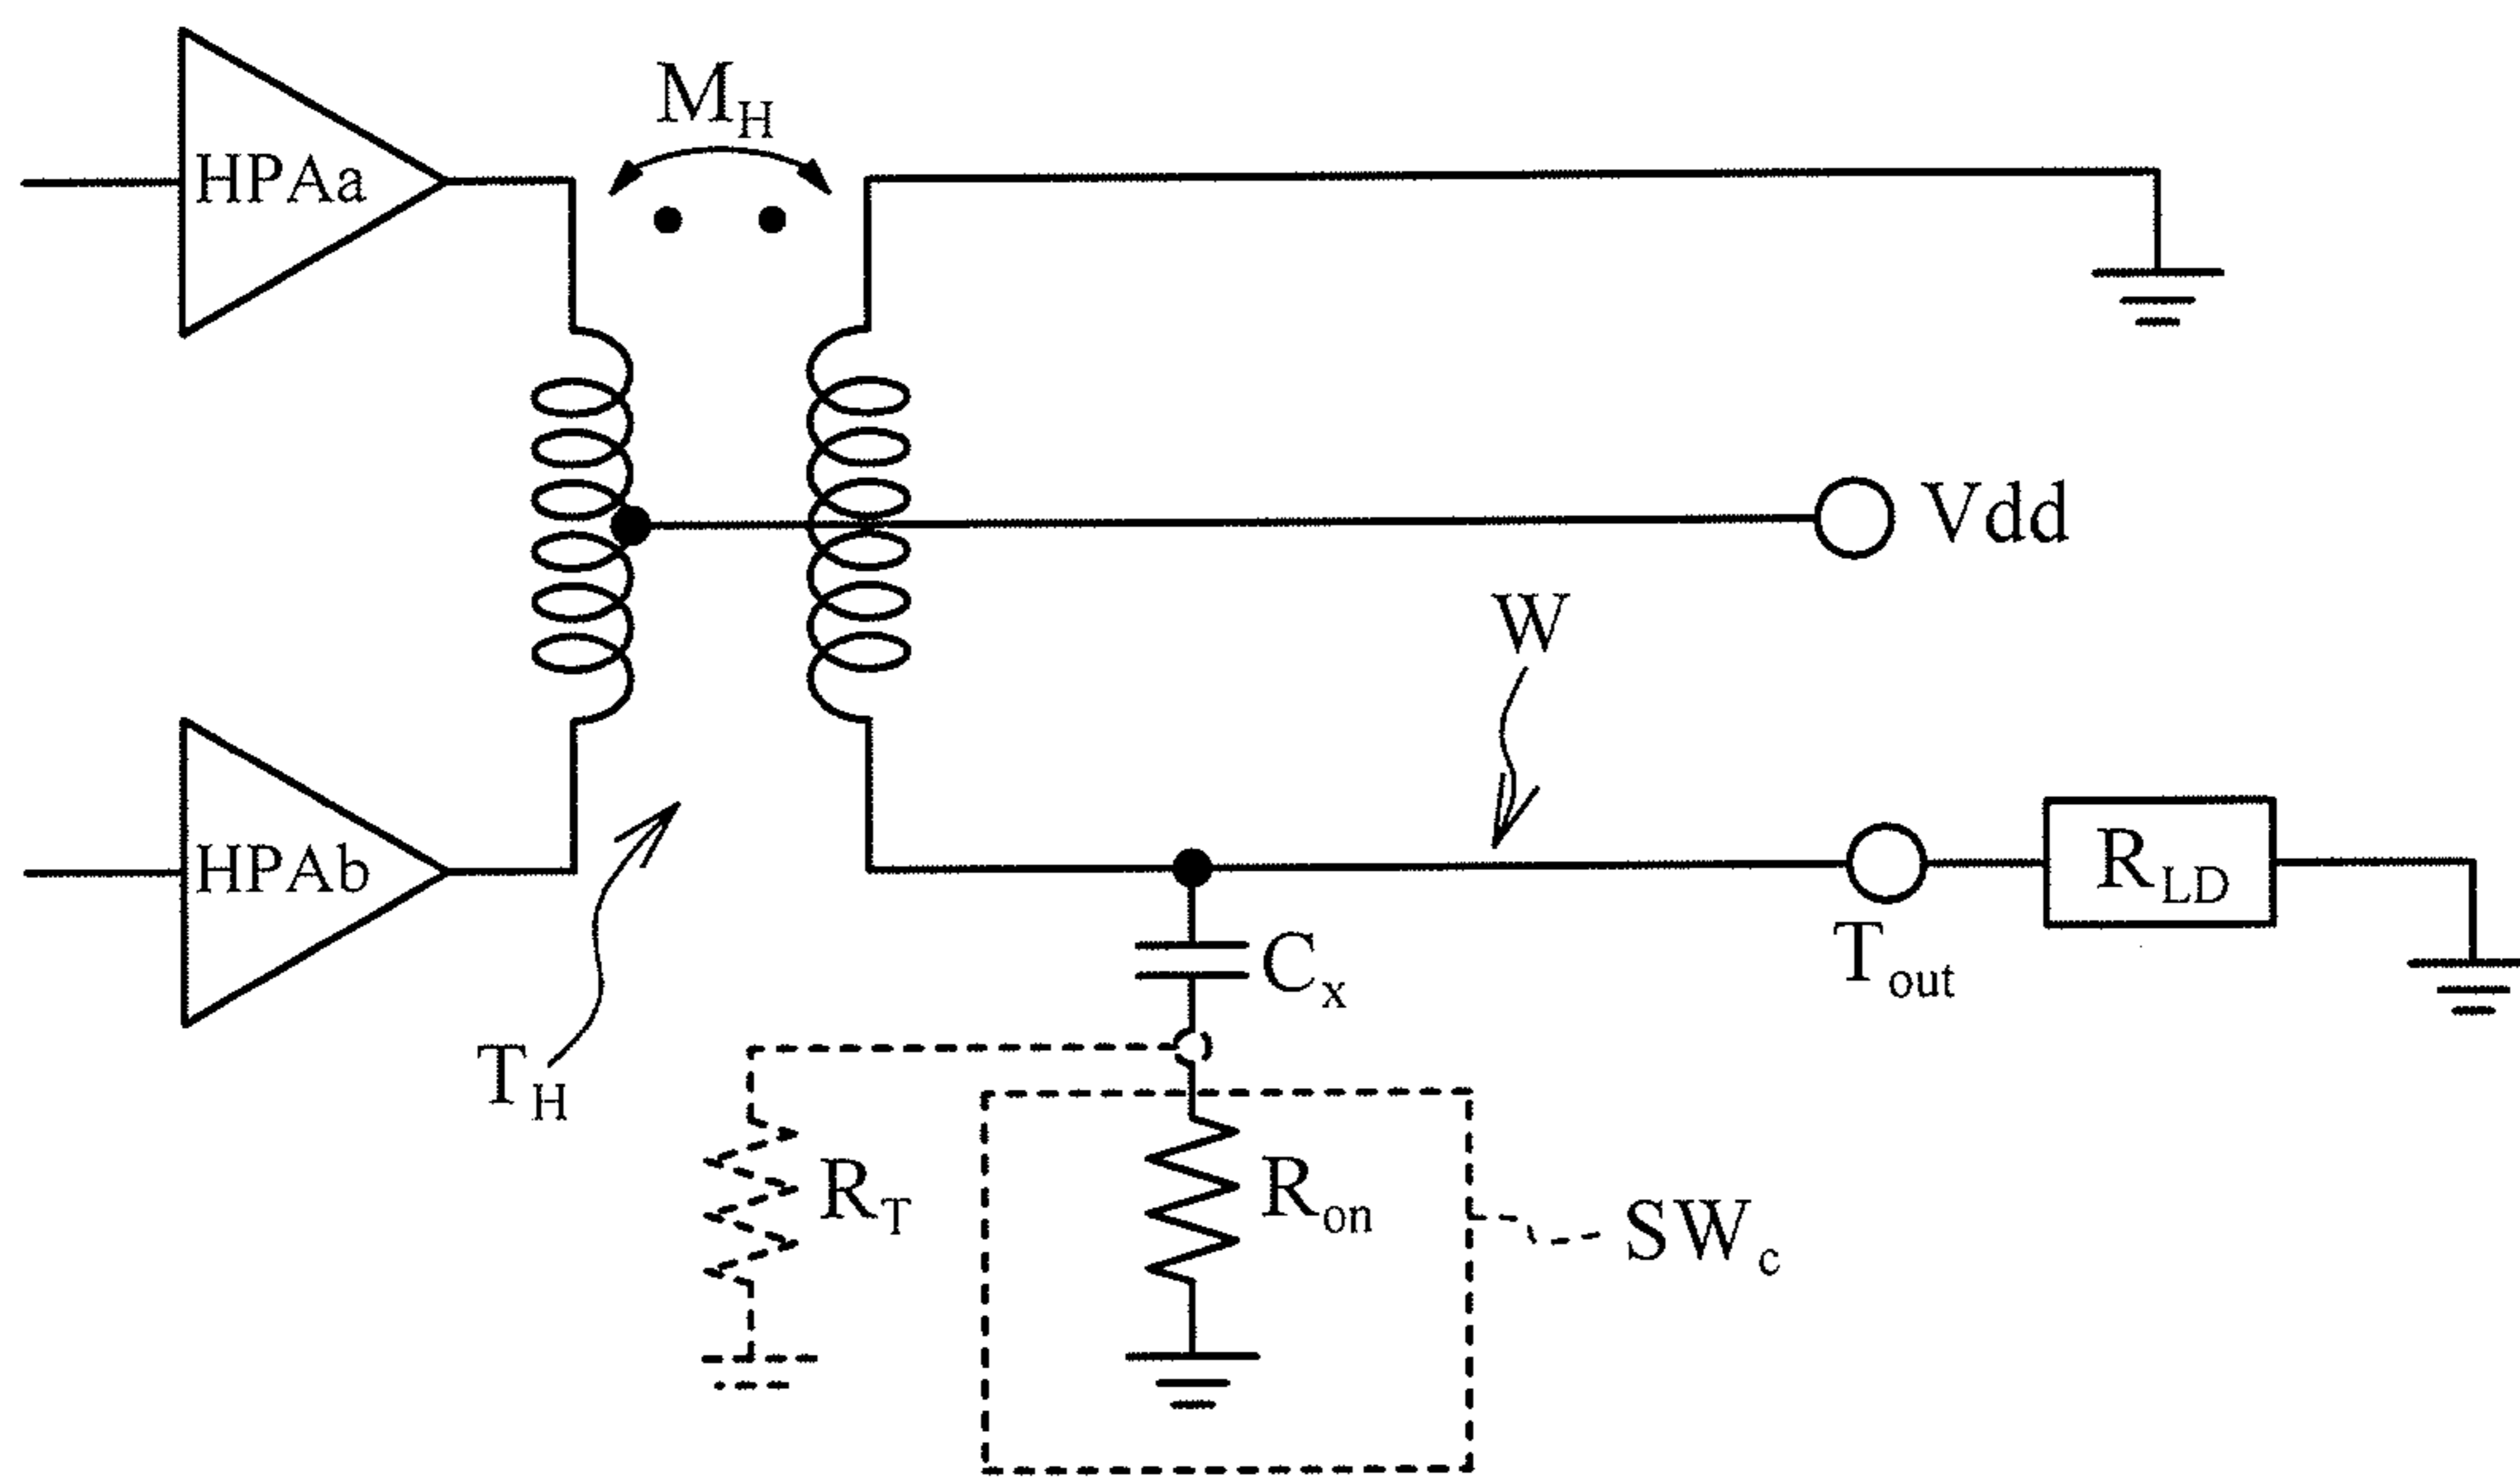 M_H
HPAa
Vdd
W
HPAb
R_LD
T_out
C_x
T_H
R_T
R_on
SW_c